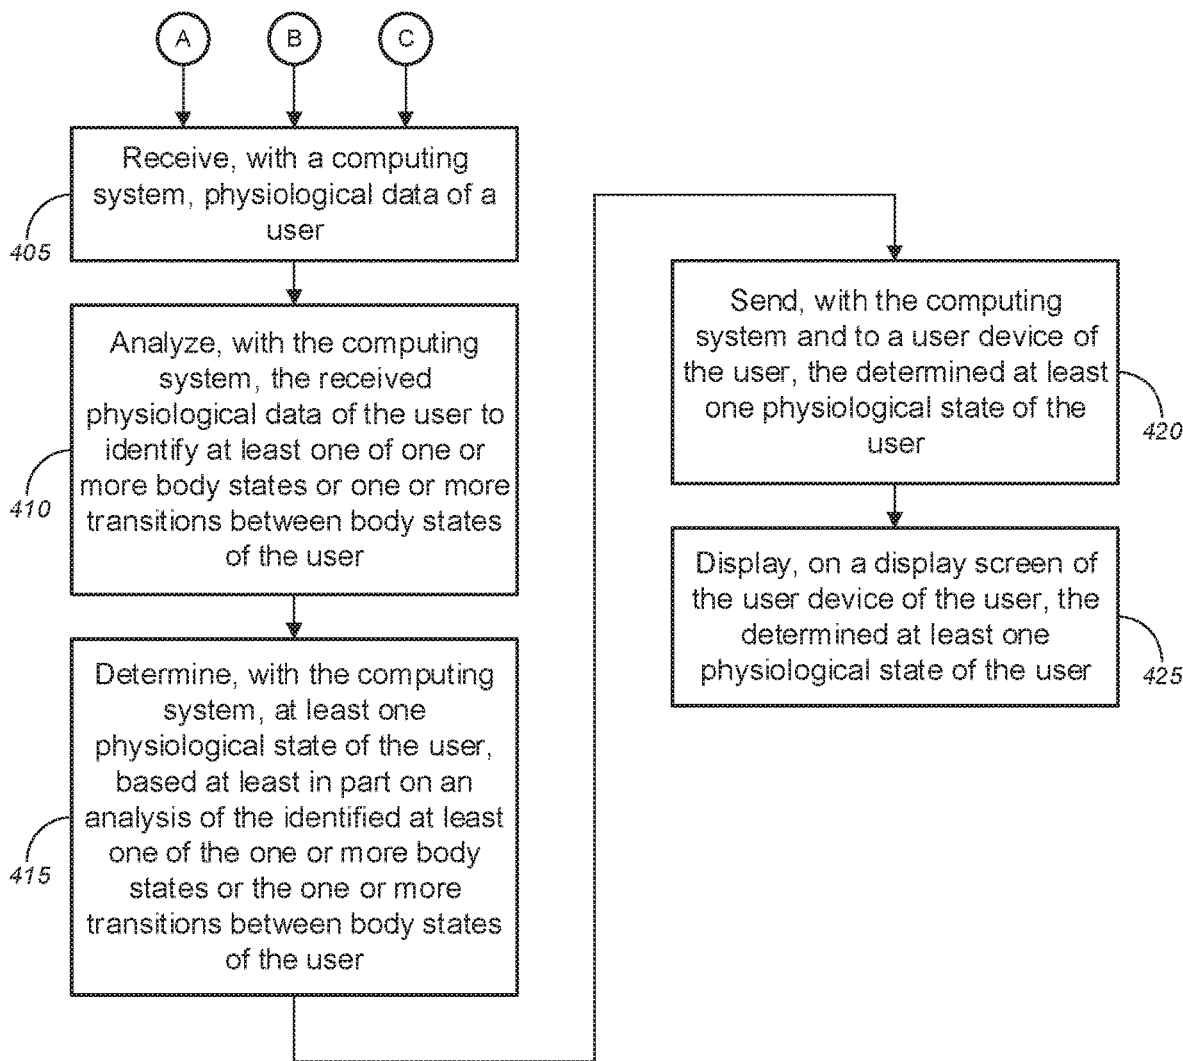 A
B
C
Receive, with a computing
system, physiological data of a
user
405
Analyze, with the computing
system, the received
physiological data of the user to
identify at least one of one or
more body states or one or more
transitions between body states
of the user
410
Determine, with the computing
system, at least one
physiological state of the user,
based at least in part on an
analysis of the identified at least
one of the one or more body
states or the one or more
transitions between body states
of the user
415
Send, with the computing
system and to a user device of
the user, the determined at least
one physiological state of the
user
420
Display, on a display screen of
the user device of the user, the
determined at least one
physiological state of the user
425